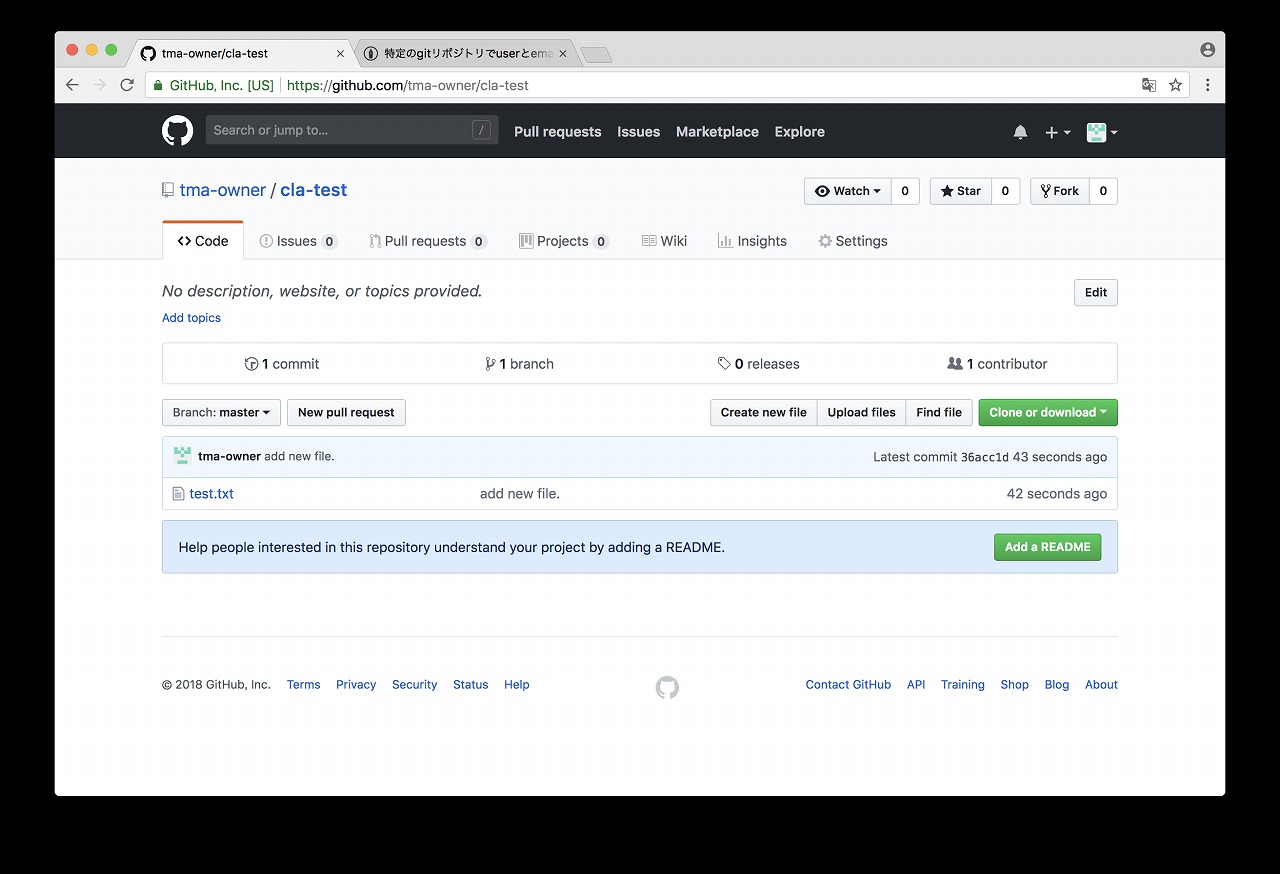 tma-owner/cla-test
特定のgitリポジトリでuserとema
GitHub, Inc. [US] https://github.com/tma-owner/cla-test
Search or jump to... / Pull requests Issues Marketplace Explore
tma-owner / cla-test
Watch 0 Star 0 Fork 0
Code Issues 0 Pull requests 0 Projects 0 Wiki Insights Settings
No description, website, or topics provided.
Edit
Add topics
1 commit 1 branch 0 releases 1 contributor
Branch: master New pull request Create new file Upload files Find file Clone or download
tma-owner add new file. Latest commit 36acc1d 43 seconds ago
test.txt add new file. 42 seconds ago
Help people interested in this repository understand your project by adding a README. Add a README
© 2018 GitHub, Inc. Terms Privacy Security Status Help Contact GitHub API Training Shop Blog About